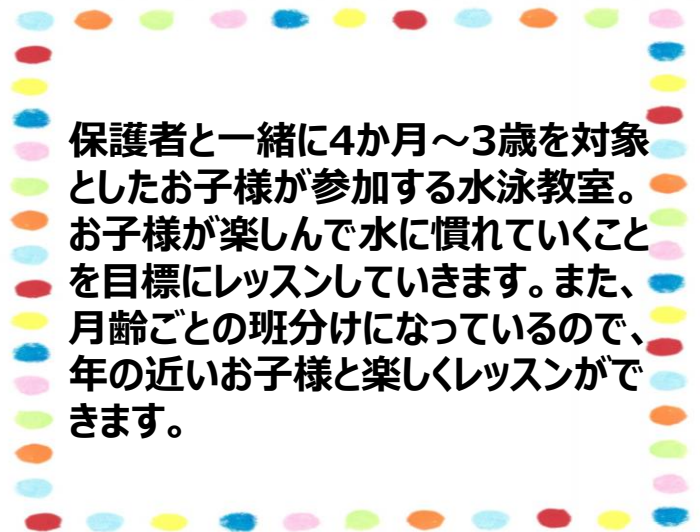 保護者と一緒に4か月～3歳を対象
としたお子様が参加する水泳教室。
お子様が楽しんで水に慣れていくこと
を目標にレッスンしていきます。また、
月齢ごとの班分けになっているので、
年の近いお子様と楽しくレッスンがで
きます。